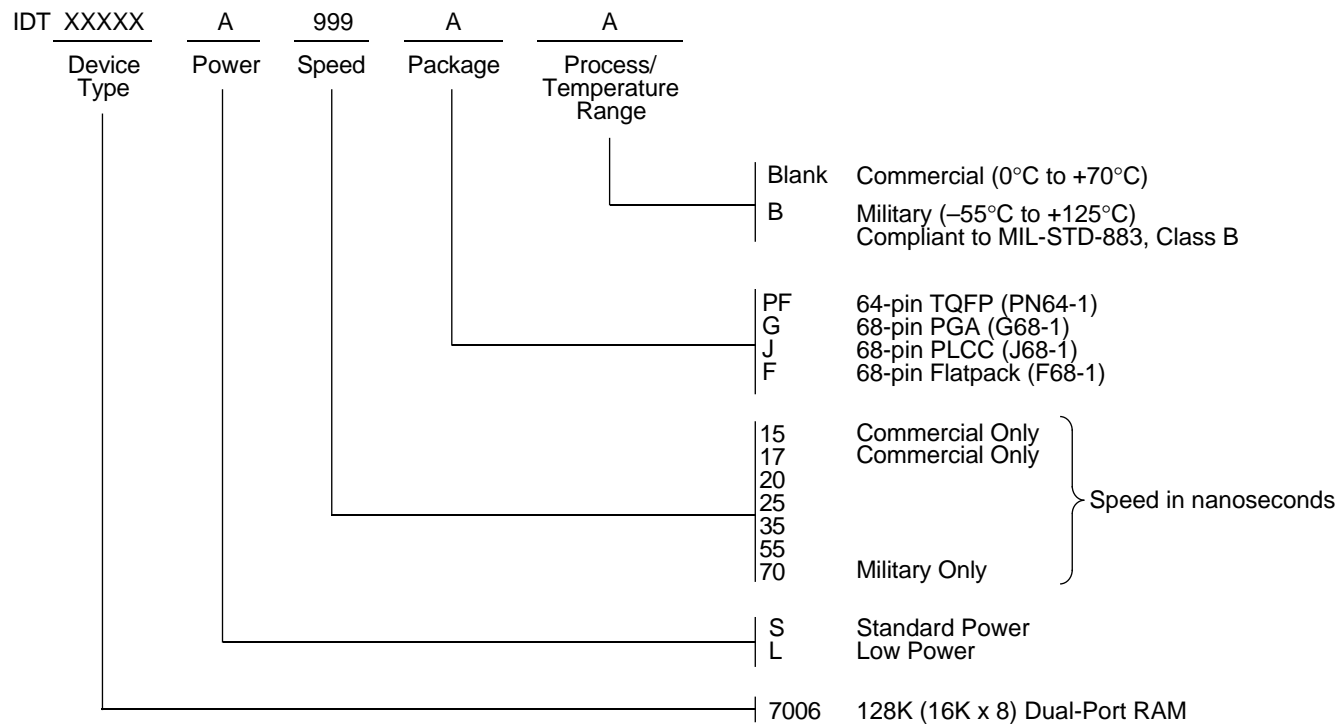 IDT XXXXX A 999 A A
Device Type
Power
Speed
Package
Process/
Temperature
Range
Blank Commercial (0°C to +70°C)
B Military (–55°C to +125°C)
Compliant to MIL-STD-883, Class B
PF 64-pin TQFP (PN64-1)
G 68-pin PGA (G68-1)
J 68-pin PLCC (J68-1)
F 68-pin Flatpack (F68-1)
15 Commercial Only
17 Commercial Only
20
25
35
55
70 Military Only
Speed in nanoseconds
S Standard Power
L Low Power
7006 128K (16K x 8) Dual-Port RAM